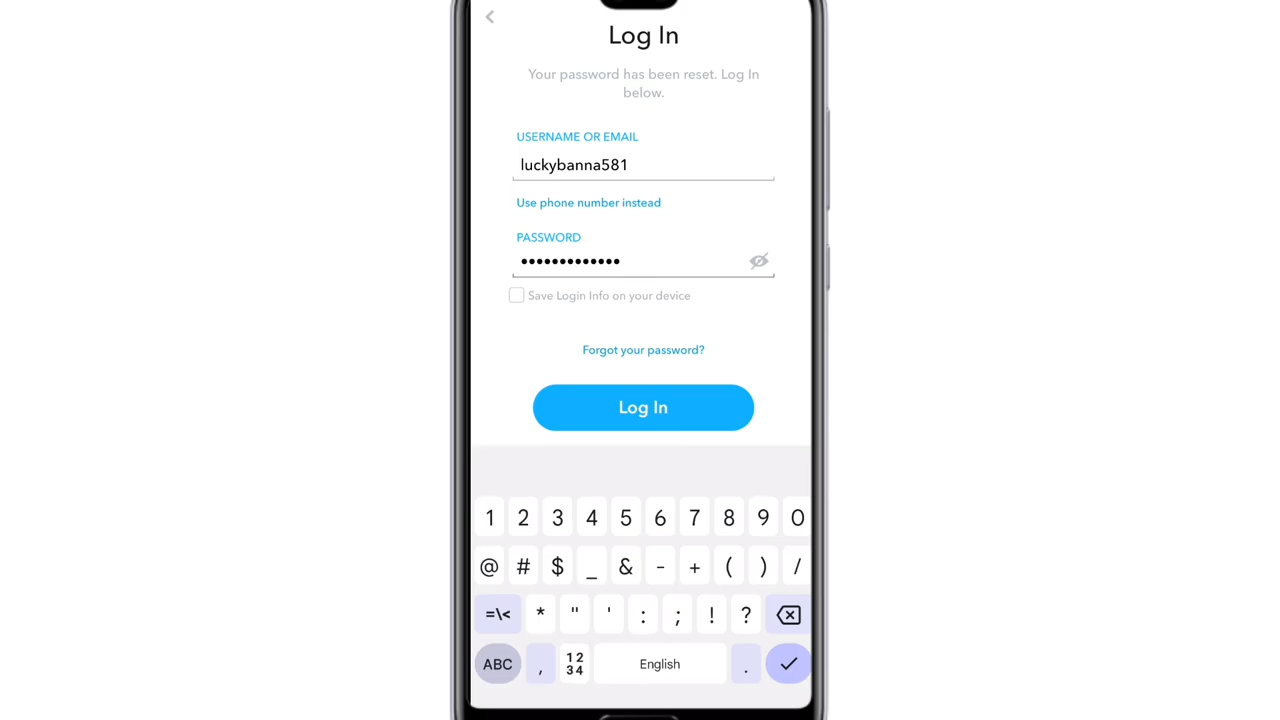 Log In
Your password has been reset. Log In
below.
USERNAME OR EMAIL
luckybanna581
Use phone number instead
PASSWORD
•••••••••••••
Save Login Info on your device
Forgot your password?
Log In
1 2 3 4 5 6 7 8 9 0
@ # $ _ & - + ( ) /
=\< * " ' : ; ! ?
ABC , 1234 English .